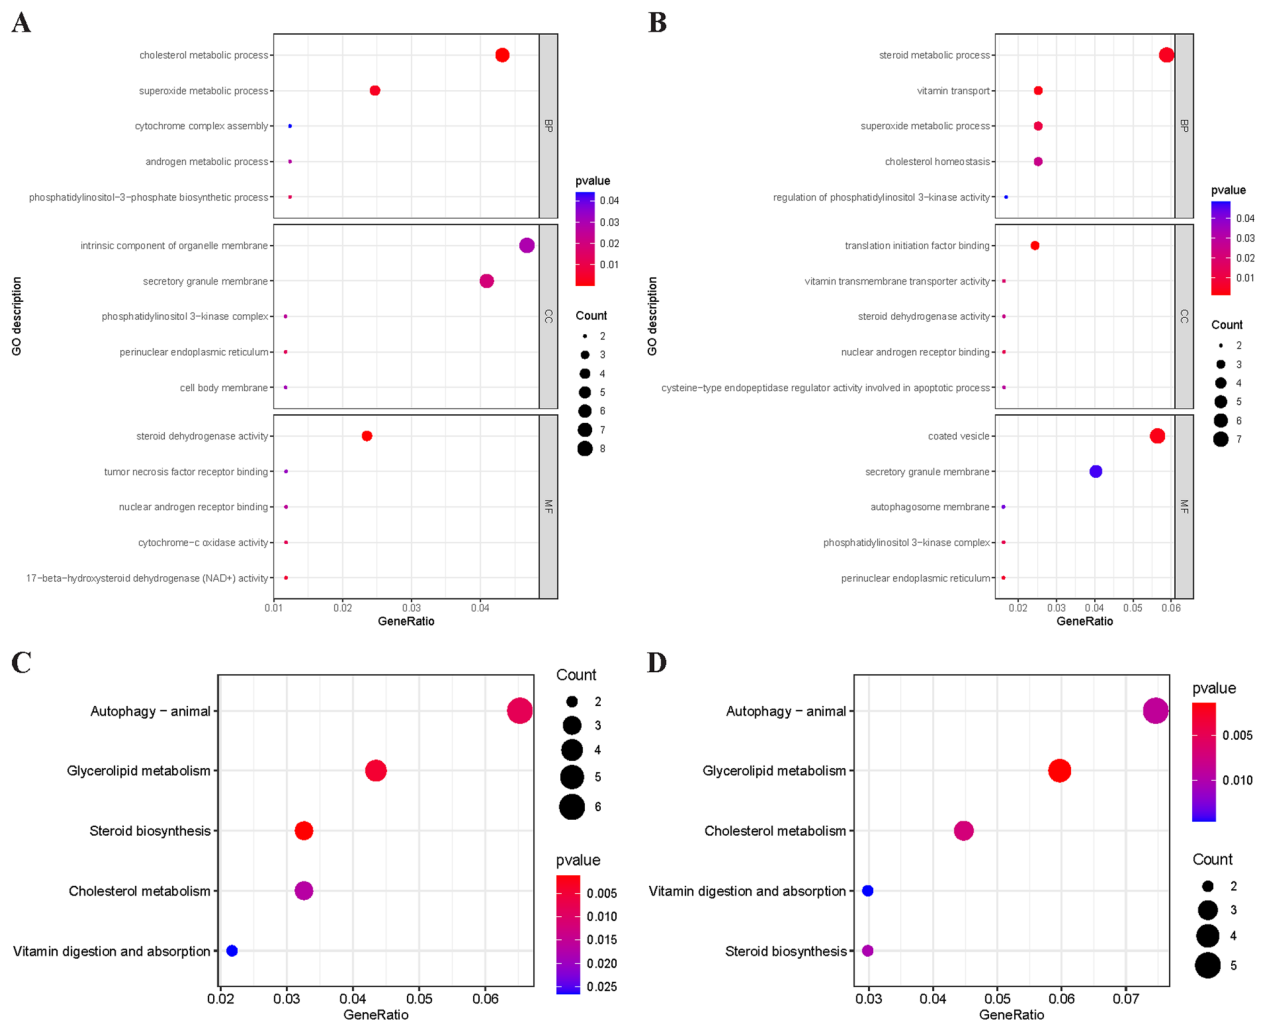 A
cholesterol metabolic process
superoxide metabolic process
cytochrome complex assembly
androgen metabolic process
phosphatidylinositol−3−phosphate biosynthetic process
BP
intrinsic component of organelle membrane
secretory granule membrane
phosphatidylinositol 3−kinase complex
perinuclear endoplasmic reticulum
cell body membrane
CC
steroid dehydrogenase activity
tumor necrosis factor receptor binding
nuclear androgen receptor binding
cytochrome−c oxidase activity
17−beta−hydroxysteroid dehydrogenase (NAD+) activity
MF
GO description
0.01 0.02 0.03 0.04
GeneRatio
pvalue
0.04
0.03
0.02
0.01
Count
2
3
4
5
6
7
8
B
steroid metabolic process
vitamin transport
superoxide metabolic process
cholesterol homeostasis
regulation of phosphatidylinositol 3−kinase activity
BP
translation initiation factor binding
vitamin transmembrane transporter activity
steroid dehydrogenase activity
nuclear androgen receptor binding
cysteine−type endopeptidase regulator activity involved in apoptotic process
CC
coated vesicle
secretory granule membrane
autophagosome membrane
phosphatidylinositol 3−kinase complex
perinuclear endoplasmic reticulum
MF
GO description
0.02 0.03 0.04 0.05 0.06
GeneRatio
pvalue
0.04
0.03
0.02
0.01
Count
2
3
4
5
6
7
C
Autophagy − animal
Glycerolipid metabolism
Steroid biosynthesis
Cholesterol metabolism
Vitamin digestion and absorption
0.02 0.03 0.04 0.05 0.06
GeneRatio
Count
2
3
4
5
6
pvalue
0.005
0.010
0.015
0.020
0.025
D
Autophagy − animal
Glycerolipid metabolism
Cholesterol metabolism
Vitamin digestion and absorption
Steroid biosynthesis
0.03 0.04 0.05 0.06 0.07
GeneRatio
pvalue
0.005
0.010
Count
2
3
4
5